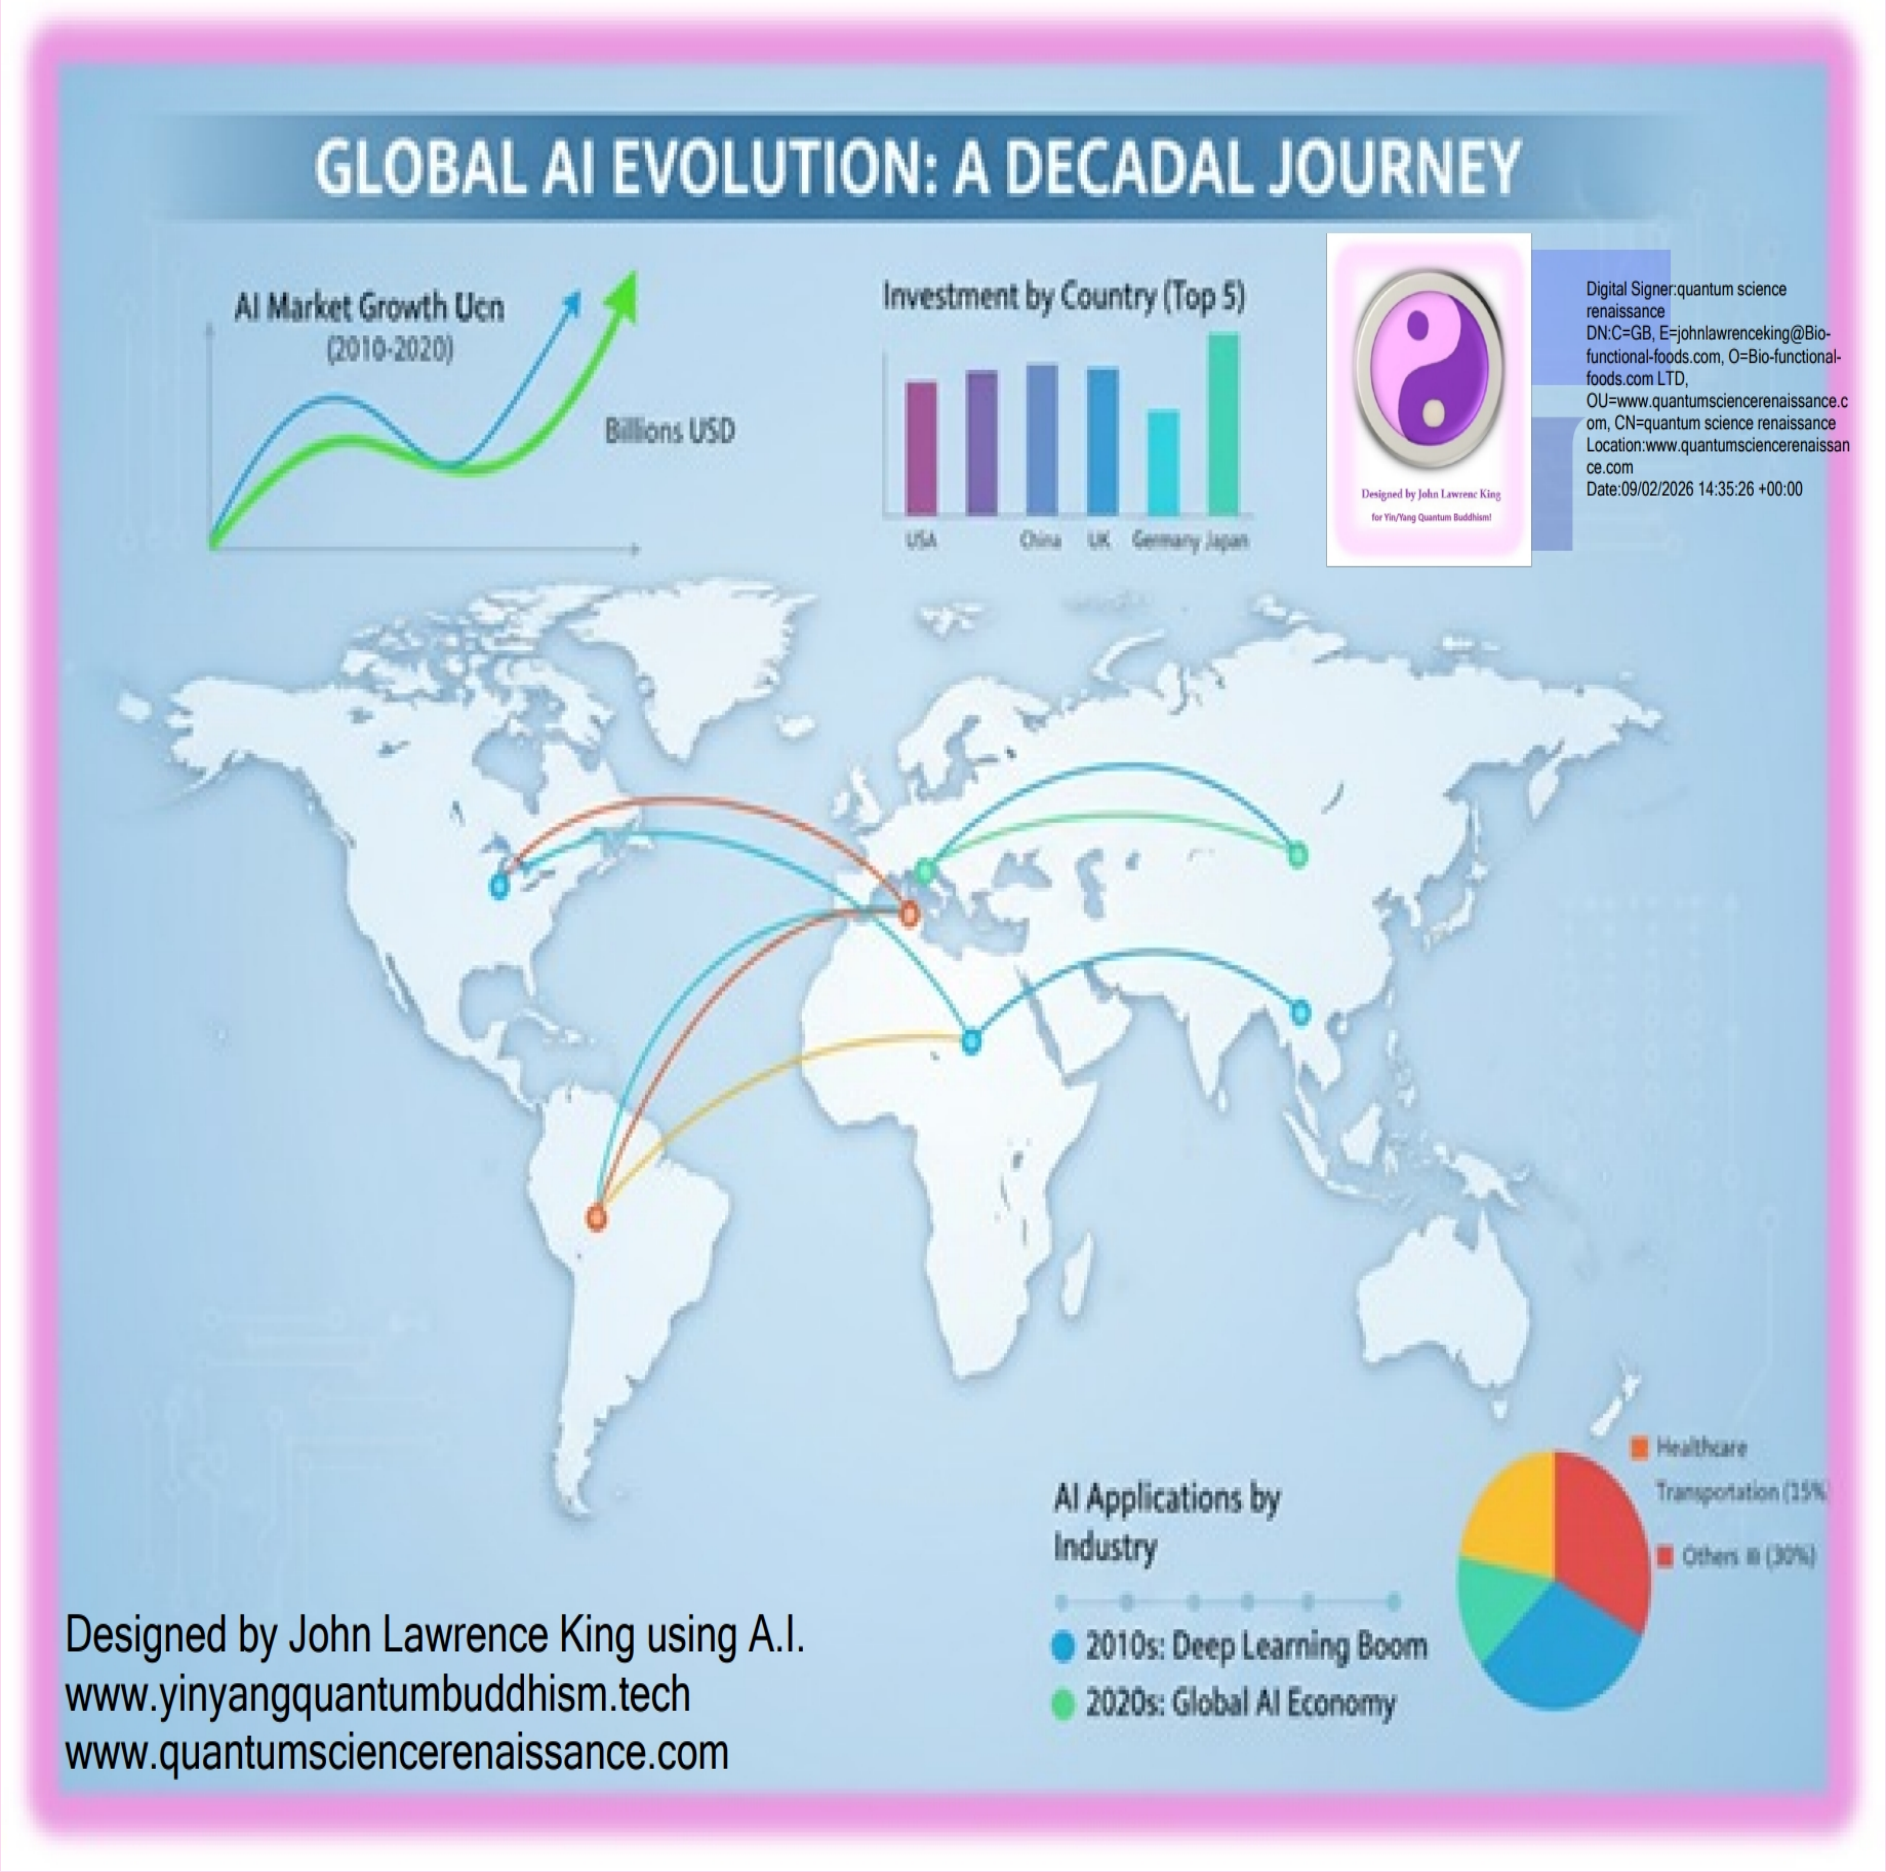 GLOBAL AI EVOLUTION: A DECADAL JOURNEY
AI Market Growth Ucn
(2010-2020)
Billions USD
Investment by Country (Top 5)
USA China UK Germany Japan
Designed by John Lawrenc King
for Yin/Yang Quantum Buddhism!
Digital Signer:quantum science
renaissance
DN:C=GB, E=johnlawrenceking@Bio-
functional-foods.com, O=Bio-functional-
foods.com LTD,
OU=www.quantumsciencerenaissance.c
om, CN=quantum science renaissance
Location:www.quantumsciencerenaissan
ce.com
Date:09/02/2026 14:35:26 +00:00
AI Applications by
Industry
2010s: Deep Learning Boom
2020s: Global AI Economy
Healthcare
Transportation (15%
Others (30%)
Designed by John Lawrence King using A.I.
www.yinyangquantumbuddhism.tech
www.quantumsciencerenaissance.com